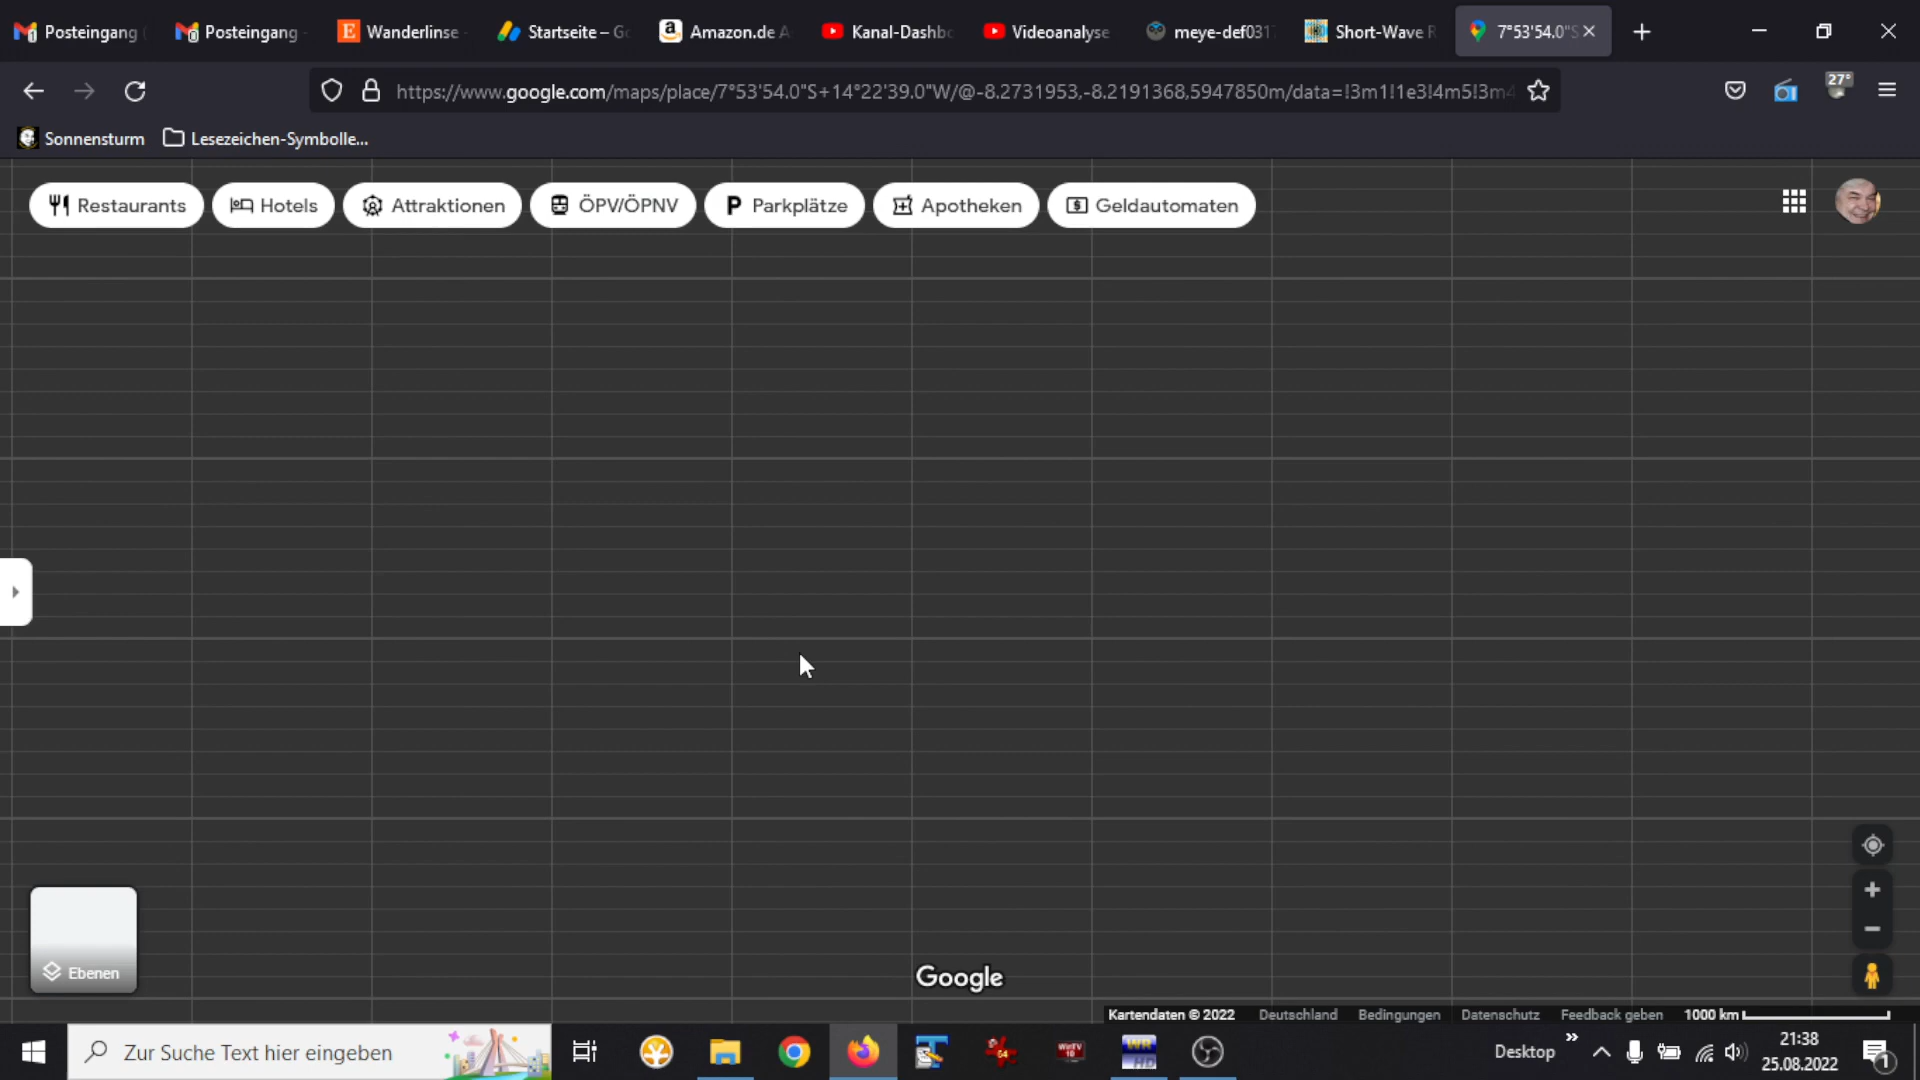 Posteingang
Posteingang
Wanderlinse
Startseite – G
Amazon.de A
Kanal-Dashb
Videoanalyse
meye-def031
Short-Wave R
7°53'54.0"S
https://www.google.com/maps/place/7°53'54.0"S+14°22'39.0"W/@-8.2731953,-8.2191368,5947850m/data=!3m1!1e3!4m5!3m4
27°
Sonnensturm
Lesezeichen-Symbolle...
Restaurants
Hotels
Attraktionen
ÖPV/ÖPNV
Parkplätze
Apotheken
Geldautomaten
Ebenen
Google
Kartendaten © 2022
Deutschland
Bedingungen
Datenschutz
Feedback geben
1000 km
Zur Suche Text hier eingeben
Desktop
21:38
25.08.2022
1